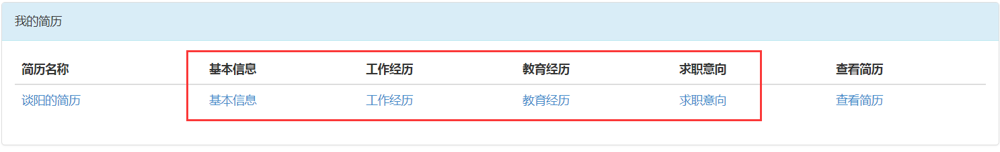 我的简历
简历名称 基本信息 工作经历 教育经历 求职意向 查看简历
谈阳的简历 基本信息 工作经历 教育经历 求职意向 查看简历